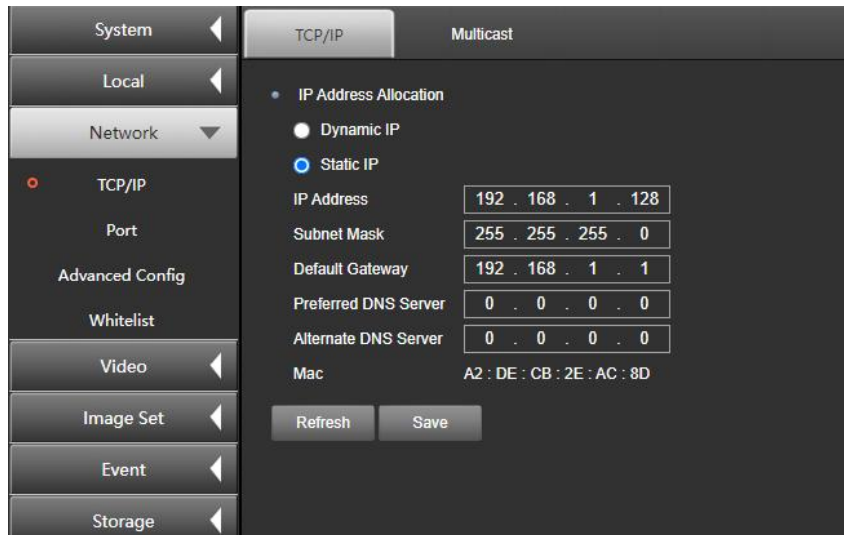 System
Local
Network
TCP/IP
Port
Advanced Config
Whitelist
Video
Image Set
Event
Storage
TCP/IP Multicast
IP Address Allocation
Dynamic IP
Static IP
IP Address 192 . 168 . 1 . 128
Subnet Mask 255 . 255 . 255 . 0
Default Gateway 192 . 168 . 1 . 1
Preferred DNS Server 0 . 0 . 0 . 0
Alternate DNS Server 0 . 0 . 0 . 0
Mac A2 : DE : CB : 2E : AC : 8D
Refresh Save